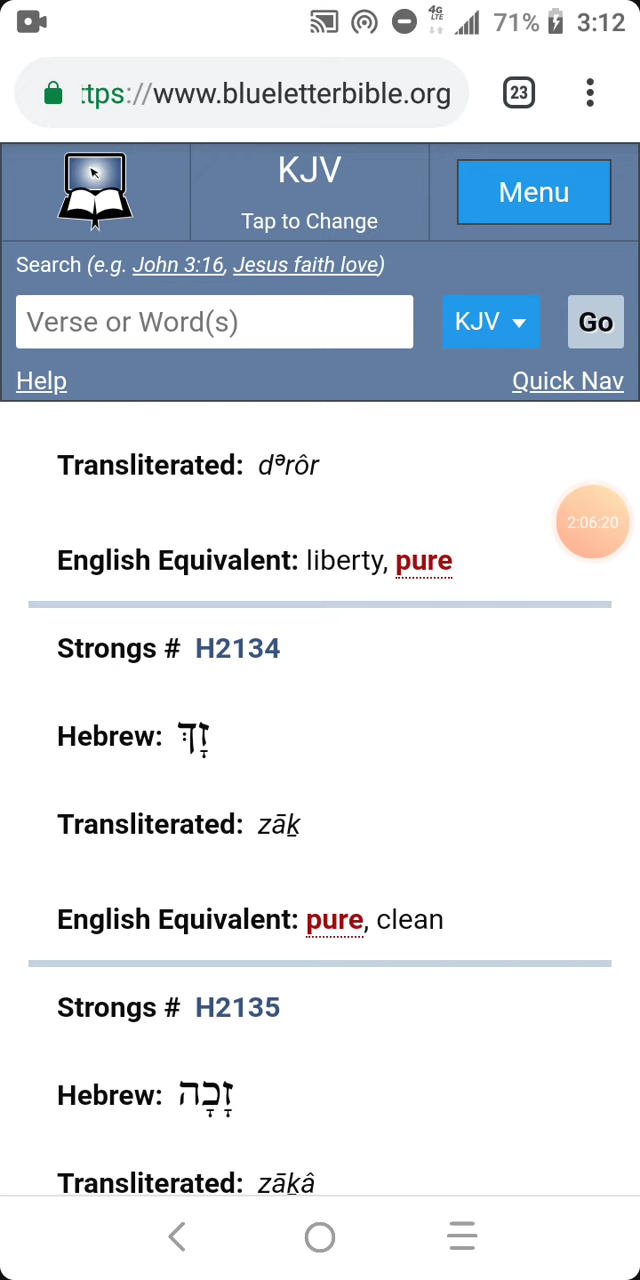 4G
LTE
71% 3:12
ttps://www.blueletterbible.org
23
KJV
Tap to Change
Menu
Search (e.g. John 3:16, Jesus faith love)
Verse or Word(s)
KJV
Go
Help
Quick Nav
Transliterated: dᵊrôr
2:06:20
English Equivalent: liberty, pure
Strongs # H2134
Hebrew: זָךְ
Transliterated: zāḵ
English Equivalent: pure, clean
Strongs # H2135
Hebrew: זָכָה
Transliterated: zāḵâ